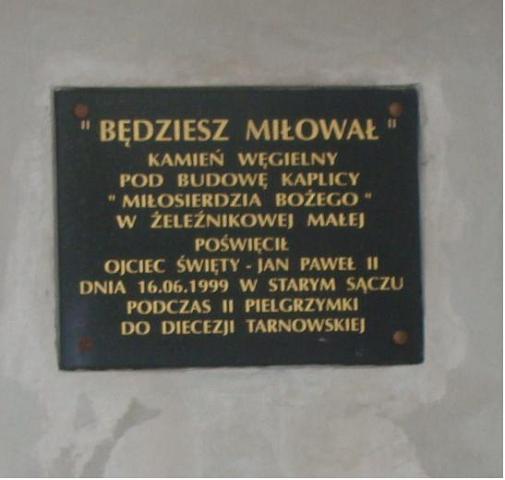 " BĘDZIESZ MIŁOWAŁ "
KAMIEŃ WĘGIELNY
POD BUDOWĘ KAPLICY
" MIŁOSIERDZIA BOŻEGO "
W ŻELEŹNIKOWEJ MAŁEJ
POŚWIĘCIŁ
OJCIEC ŚWIĘTY - JAN PAWEŁ II
DNIA 16.06.1999 W STARYM SĄCZU
PODCZAS II PIELGRZYMKI
DO DIECEZJI TARNOWSKIEJ